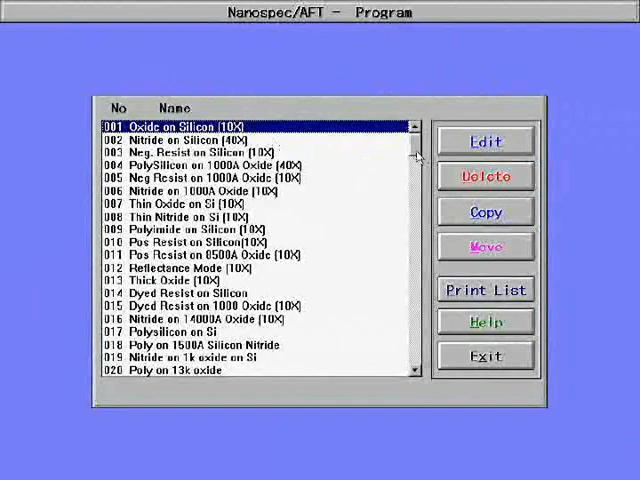 Nanospec/AFT - Program
No Name
001 Oxide on Silicon (10X)
002 Nitride on Silicon (40X)
003 Neg. Resist on Silicon (10X)
004 PolySilicon on 1000A Oxide (40X)
005 Neg Resist on 1000A Oxide (10X)
006 Nitride on 1000A Oxide (10X)
007 Thin Oxide on Si (10X)
008 Thin Nitride on Si (10X)
009 Polyimide on Silicon (10X)
010 Pos Resist on Silicon(10X)
011 Pos Resist on 8500A Oxide (10X)
012 Reflectance Mode (10X)
013 Thick Oxide (10X)
014 Dyed Resist on Silicon
015 Dyed Resist on 1000 Oxide (10X)
016 Nitride on 14000A Oxide (10X)
017 Polysilicon on Si
018 Poly on 1500A Silicon Nitride
019 Nitride on 1k oxide on Si
020 Poly on 13k oxide
Edit
Delete
Copy
Move
Print List
Help
Exit